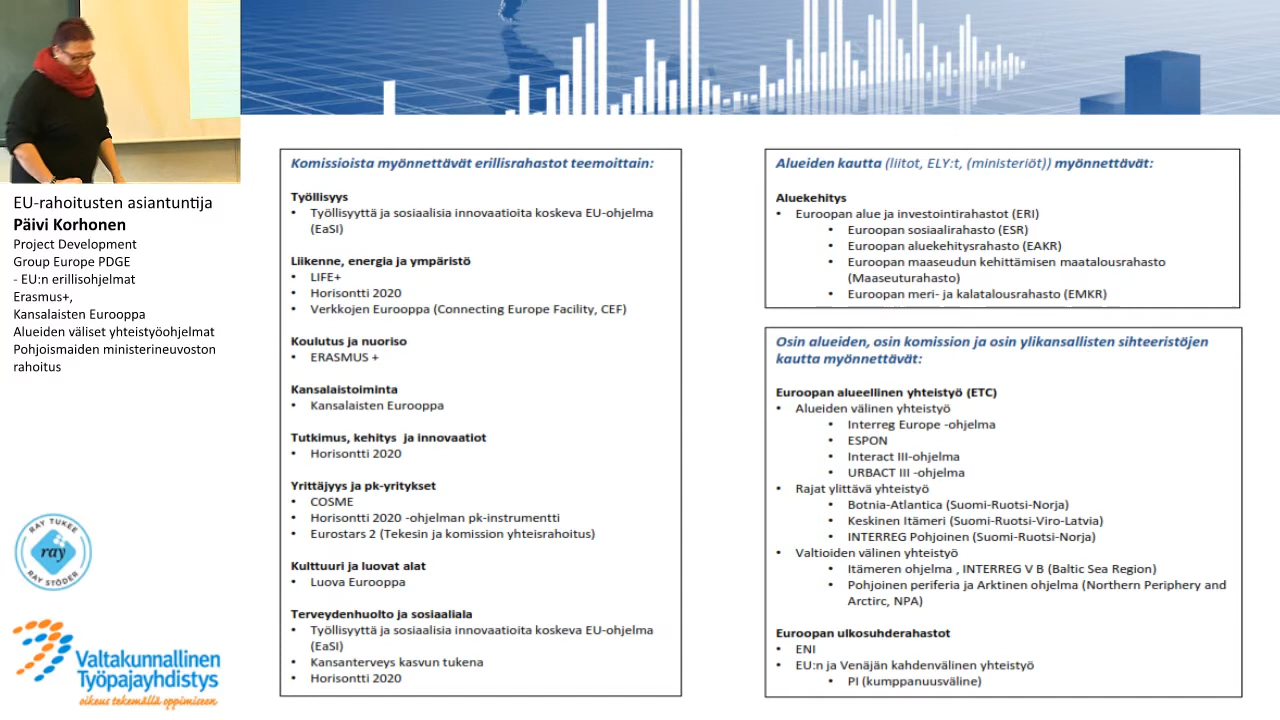 EU-rahoitusten asiantuntija
Päivi Korhonen
Project Development
Group Europe PDGE
- EU:n erillisohjelmat
Erasmus+,
Kansalaisten Eurooppa
Alueiden väliset yhteistyöohjelmat
Pohjoismaiden ministerineuvoston
rahoitus
RAY TUKEE
ray
RAY STÖDER
Valtakunnallinen
Työpajayhdistys
oikeus tekemällä oppimiseen
Komissioista myönnettävät erillisrahastot teemoittain:
Työllisyys
• Työllisyyttä ja sosiaalisia innovaatioita koskeva EU-ohjelma
(EaSI)
Liikenne, energia ja ympäristö
• LIFE+
• Horisontti 2020
• Verkkojen Eurooppa (Connecting Europe Facility, CEF)
Koulutus ja nuoriso
• ERASMUS +
Kansalaistoiminta
• Kansalaisten Eurooppa
Tutkimus, kehitys ja innovaatiot
• Horisontti 2020
Yrittäjyys ja pk-yritykset
• COSME
• Horisontti 2020 -ohjelman pk-instrumentti
• Eurostars 2 (Tekesin ja komission yhteisrahoitus)
Kulttuuri ja luovat alat
• Luova Eurooppa
Terveydenhuolto ja sosiaaliala
• Työllisyyttä ja sosiaalisia innovaatioita koskeva EU-ohjelma
(EaSI)
• Kansanterveys kasvun tukena
• Horisontti 2020
Alueiden kautta (liitot, ELY:t, (ministeriöt)) myönnettävät:
Aluekehitys
• Euroopan alue ja investointirahastot (ERI)
• Euroopan sosiaalirahasto (ESR)
• Euroopan aluekehitysrahasto (EAKR)
• Euroopan maaseudun kehittämisen maatalousrahasto
(Maaseuturahasto)
• Euroopan meri- ja kalatalousrahasto (EMKR)
Osin alueiden, osin komission ja osin ylikansallisten sihteeristöjen
kautta myönnettävät:
Euroopan alueellinen yhteistyö (ETC)
• Alueiden välinen yhteistyö
• Interreg Europe -ohjelma
• ESPON
• Interact III-ohjelma
• URBACT III -ohjelma
• Rajat ylittävä yhteistyö
• Botnia-Atlantica (Suomi-Ruotsi-Norja)
• Keskinen Itämeri (Suomi-Ruotsi-Viro-Latvia)
• INTERREG Pohjoinen (Suomi-Ruotsi-Norja)
• Valtioiden välinen yhteistyö
• Itämeren ohjelma , INTERREG V B (Baltic Sea Region)
• Pohjoinen periferia ja Arktinen ohjelma (Northern Periphery and
Arctirc, NPA)
Euroopan ulkosuhderahastot
• ENI
• EU:n ja Venäjän kahdenvälinen yhteistyö
• PI (kumppanuusväline)